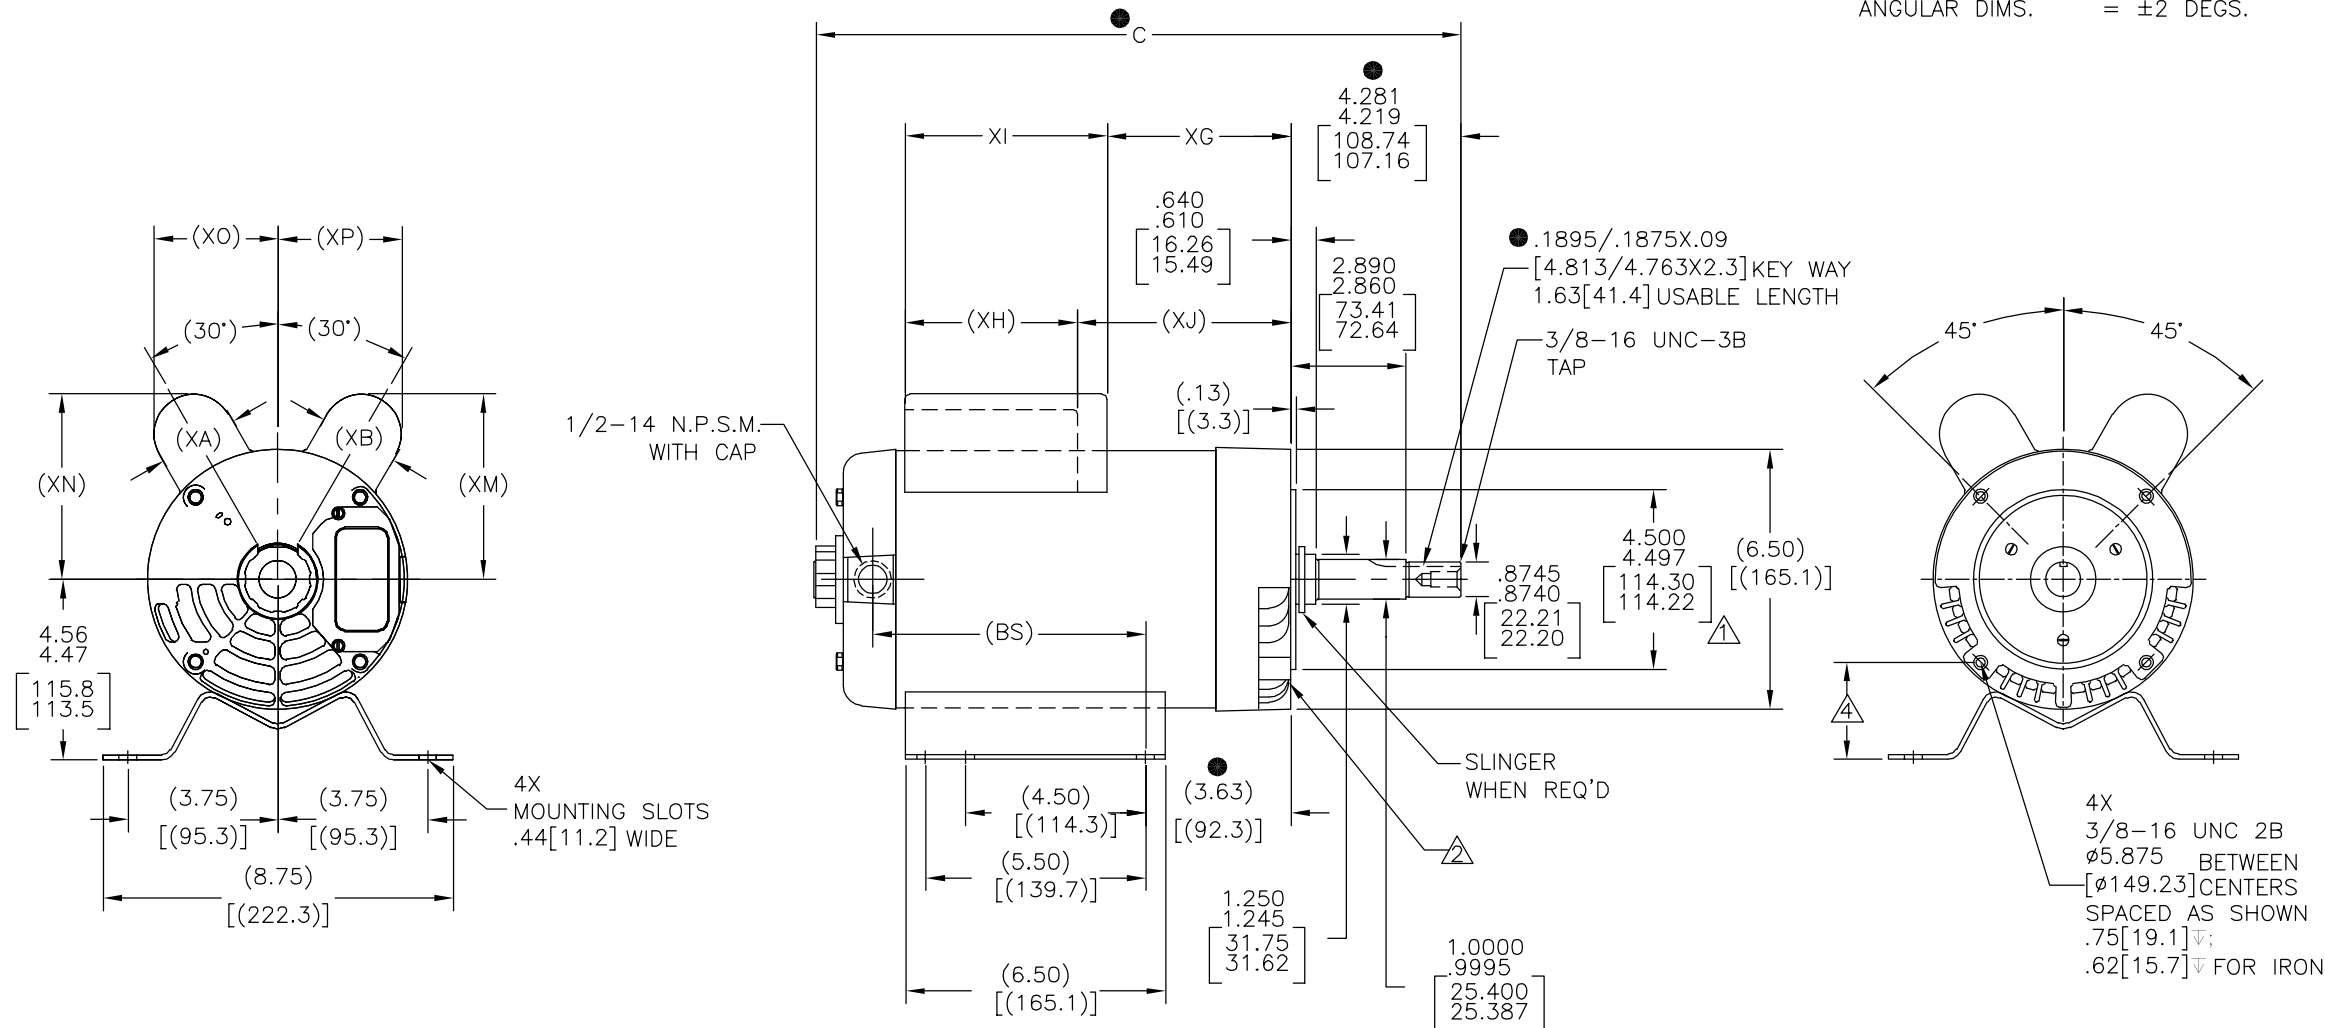 ANGULAR DIMS. = ±2 DEGS.
C
4.281
4.219
[108.74
107.16]
XI
XG
.640
.610
[16.26
15.49]
2.890
2.860
[73.41
72.64]
.1895/.1875X.09
[4.813/4.763X2.3] KEY WAY
1.63[41.4] USABLE LENGTH
3/8-16 UNC-3B
TAP
(XH)
(XJ)
(.13)
[(3.3)]
1/2-14 N.P.S.M.
WITH CAP
(XO)
(XP)
(30°)
(30°)
(XA)
(XB)
(XN)
(XM)
4.56
4.47
[115.8
113.5]
(3.75)
[(95.3)]
(3.75)
[(95.3)]
(8.75)
[(222.3)]
4X
MOUNTING SLOTS
.44[11.2] WIDE
(BS)
(4.50)
[(114.3)]
(3.63)
[(92.3)]
(5.50)
[(139.7)]
(6.50)
[(165.1)]
1.250
1.245
[31.75
31.62]
1.0000
.9995
[25.400
25.387]
SLINGER
WHEN REQ'D
2
.8745
.8740
[22.21
22.20]
4.500
4.497
[114.30
114.22]
1
(6.50)
[(165.1)]
45°
45°
4
4X
3/8-16 UNC 2B
⌀5.875 BETWEEN
[⌀149.23] CENTERS
SPACED AS SHOWN
.75[19.1]↧;
.62[15.7]↧ FOR IRON